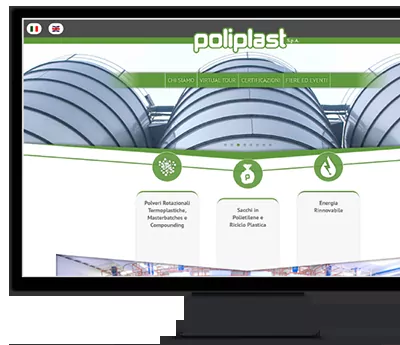 poliplast S.p.A.
CHI SIAMO VIRTUAL TOUR CERTIFICAZIONI FIERE ED EVENTI
Polveri Rotazionali
Termoplastiche,
Masterbatches e
Compounding
Sacchi in
Polietilene e
Riciclo Plastica
Energia
Rinnovabile